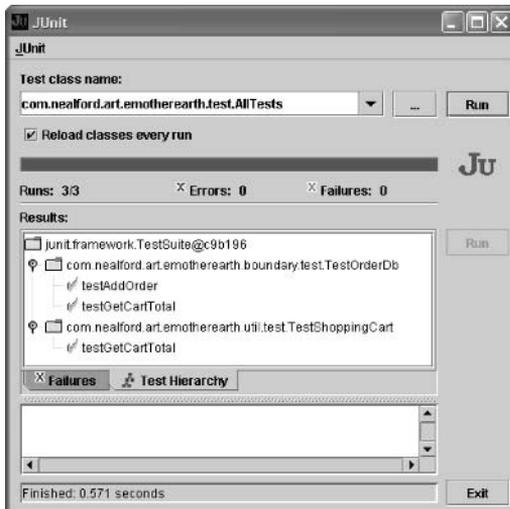 JUnit
JUnit
Test class name:
com.nealford.art.emotherearth.test.AllTests
...
Run
Reload classes every run
JU
Runs: 3/3 X Errors: 0 X Failures: 0
Results:
Run
junit.framework.TestSuite@c9b196
com.nealford.art.emotherearth.boundary.test.TestOrderDb
testAddOrder
testGetCartTotal
com.nealford.art.emotherearth.util.test.TestShoppingCart
testGetCartTotal
X Failures Test Hierarchy
Finished: 0.571 seconds
Exit